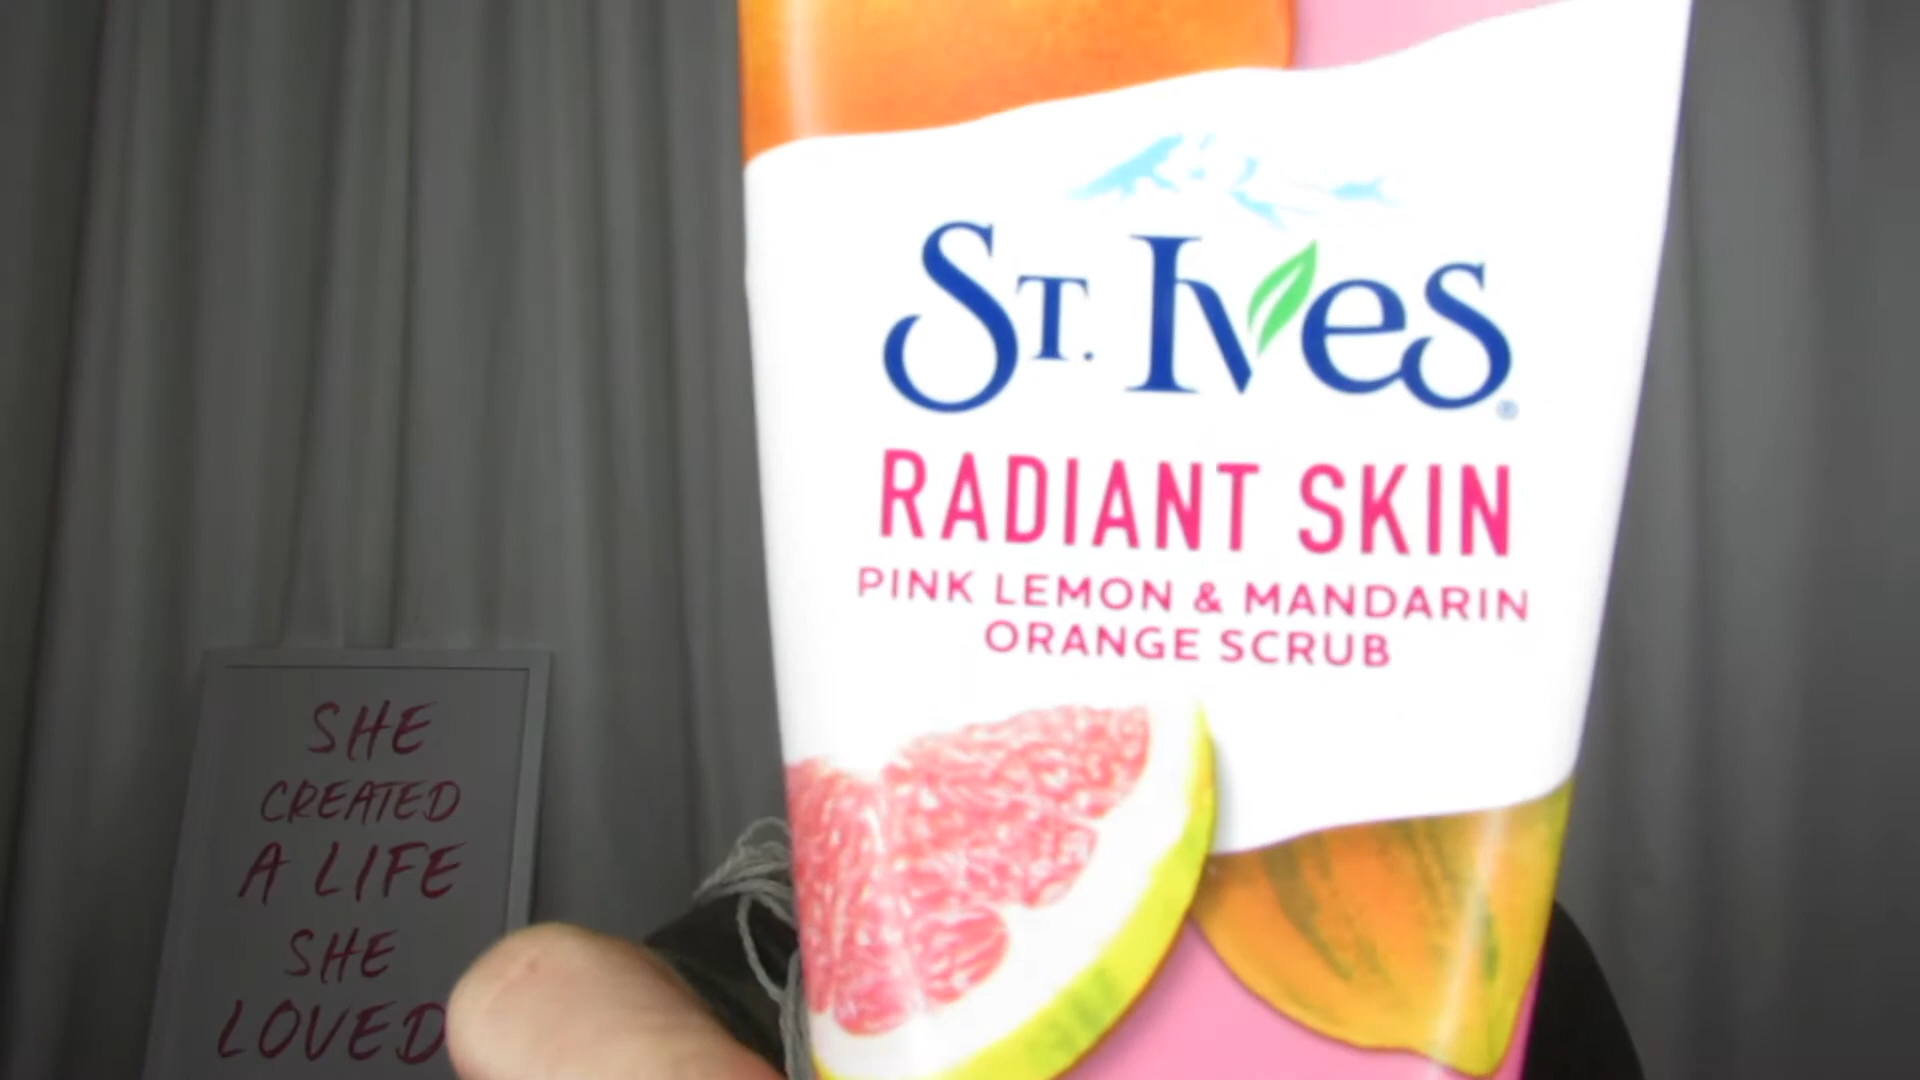 St. Ives®
RADIANT SKIN
PINK LEMON & MANDARIN
ORANGE SCRUB
SHE
CREATED
A LIFE
SHE
LOVED